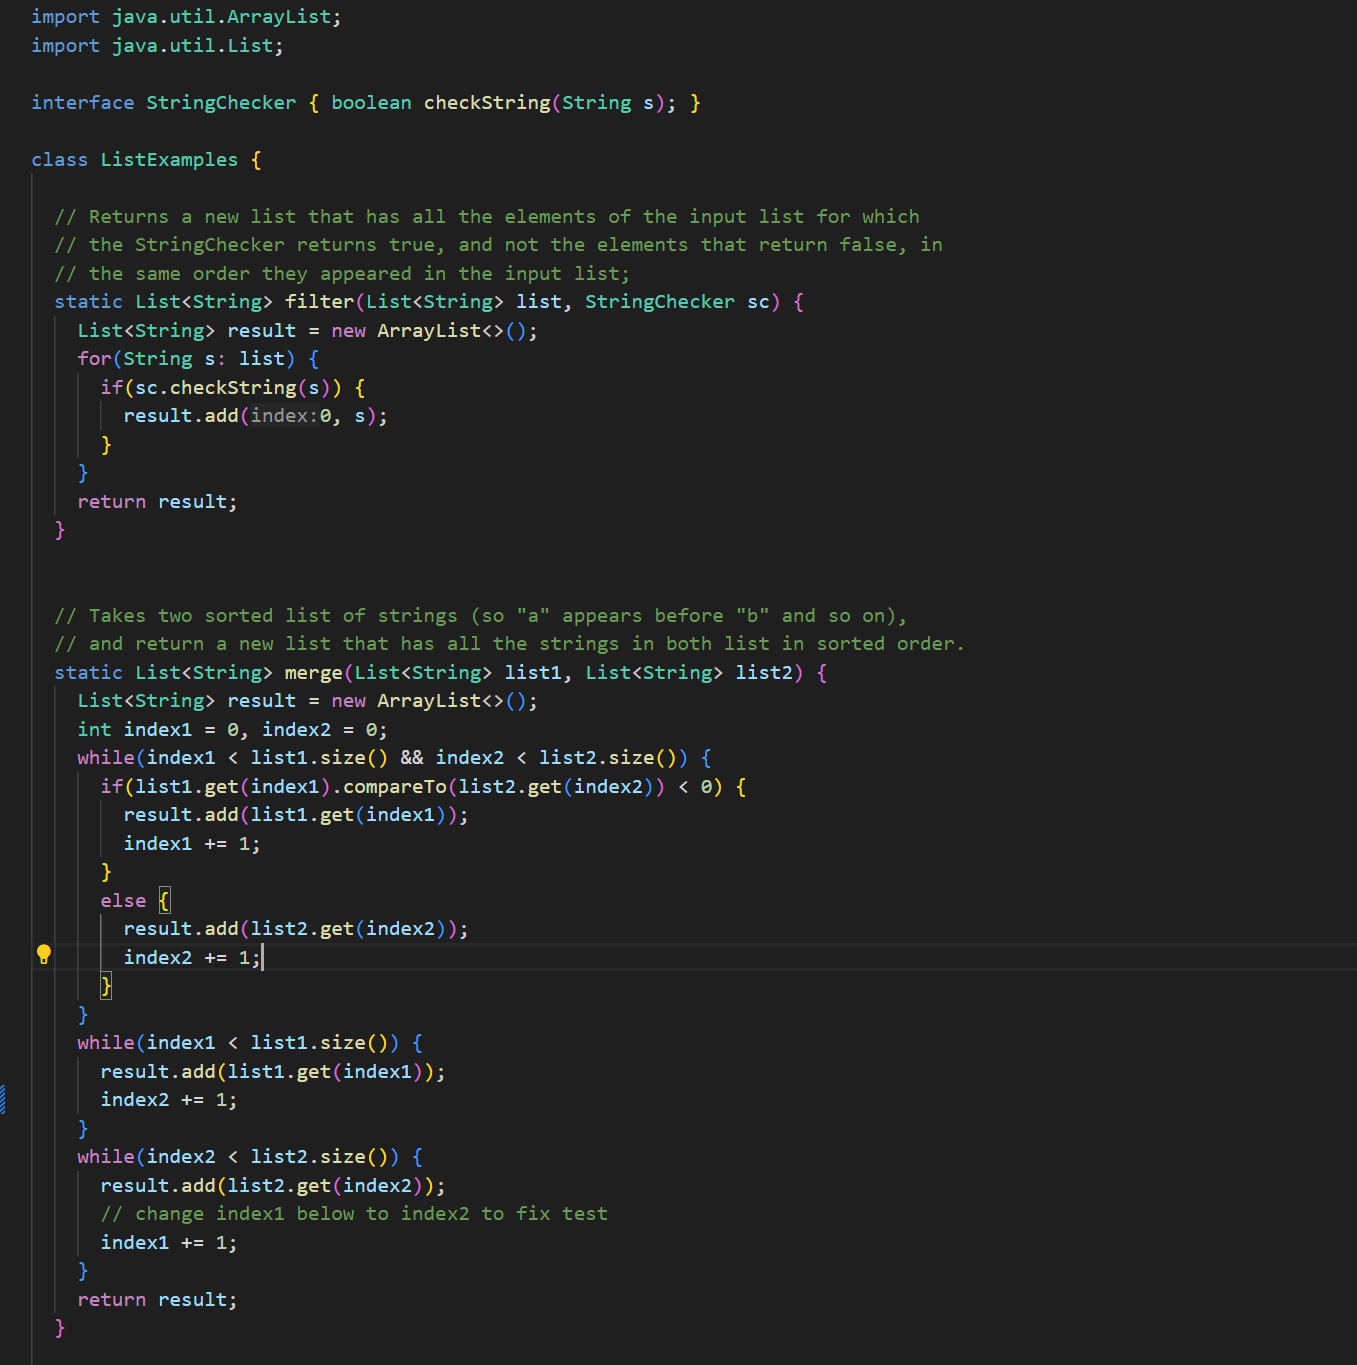 import java.util.ArrayList;
import java.util.List;

interface StringChecker { boolean checkString(String s); }

class ListExamples {

  // Returns a new list that has all the elements of the input list for which
  // the StringChecker returns true, and not the elements that return false, in
  // the same order they appeared in the input list;
  static List<String> filter(List<String> list, StringChecker sc) {
    List<String> result = new ArrayList<>();
    for(String s: list) {
      if(sc.checkString(s)) {
        result.add(index:0, s);
      }
    }
    return result;
  }


  // Takes two sorted list of strings (so "a" appears before "b" and so on),
  // and return a new list that has all the strings in both list in sorted order.
  static List<String> merge(List<String> list1, List<String> list2) {
    List<String> result = new ArrayList<>();
    int index1 = 0, index2 = 0;
    while(index1 < list1.size() && index2 < list2.size()) {
      if(list1.get(index1).compareTo(list2.get(index2)) < 0) {
        result.add(list1.get(index1));
        index1 += 1;
      }
      else {
        result.add(list2.get(index2));
        index2 += 1;
      }
    }
    while(index1 < list1.size()) {
      result.add(list1.get(index1));
      index2 += 1;
    }
    while(index2 < list2.size()) {
      result.add(list2.get(index2));
      // change index1 below to index2 to fix test
      index1 += 1;
    }
    return result;
  }